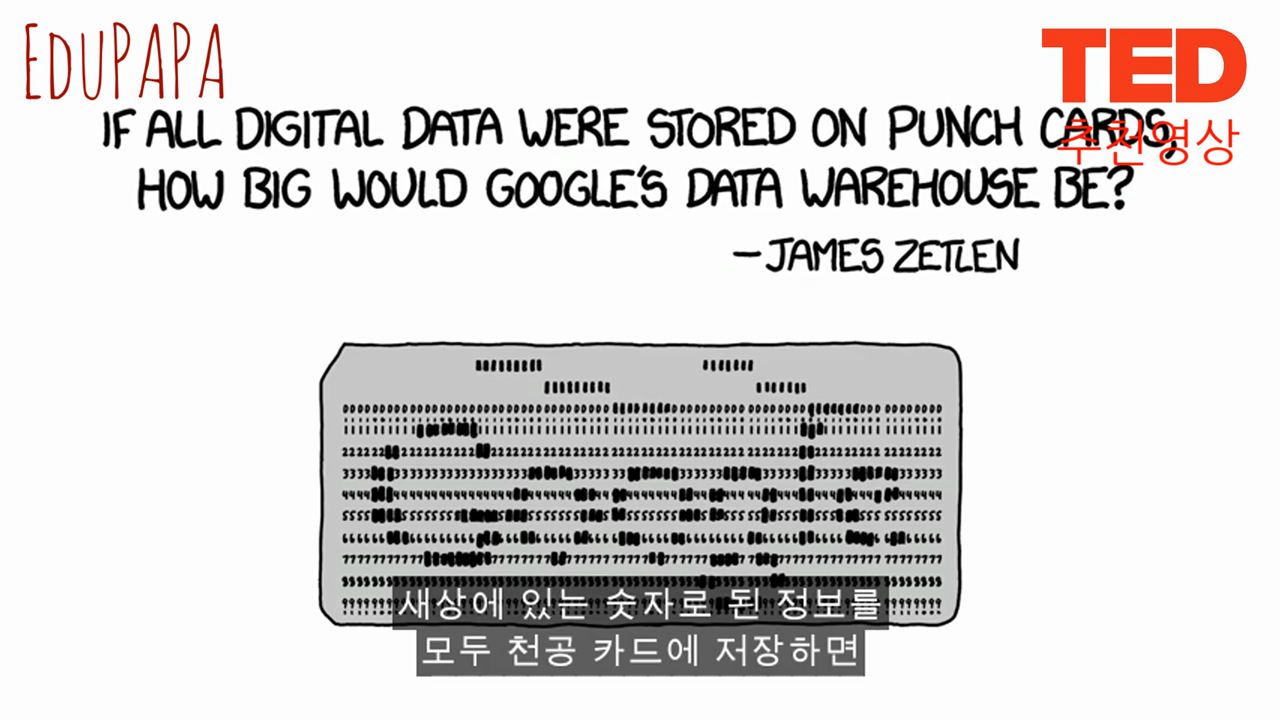 EDUPAPA
TED
추천영상
IF ALL DIGITAL DATA WERE STORED ON PUNCH CARDS,
HOW BIG WOULD GOOGLE'S DATA WAREHOUSE BE?
—JAMES ZETLEN
새상에 있는 숫자로 된 정보를
모두 천공 카드에 저장하면